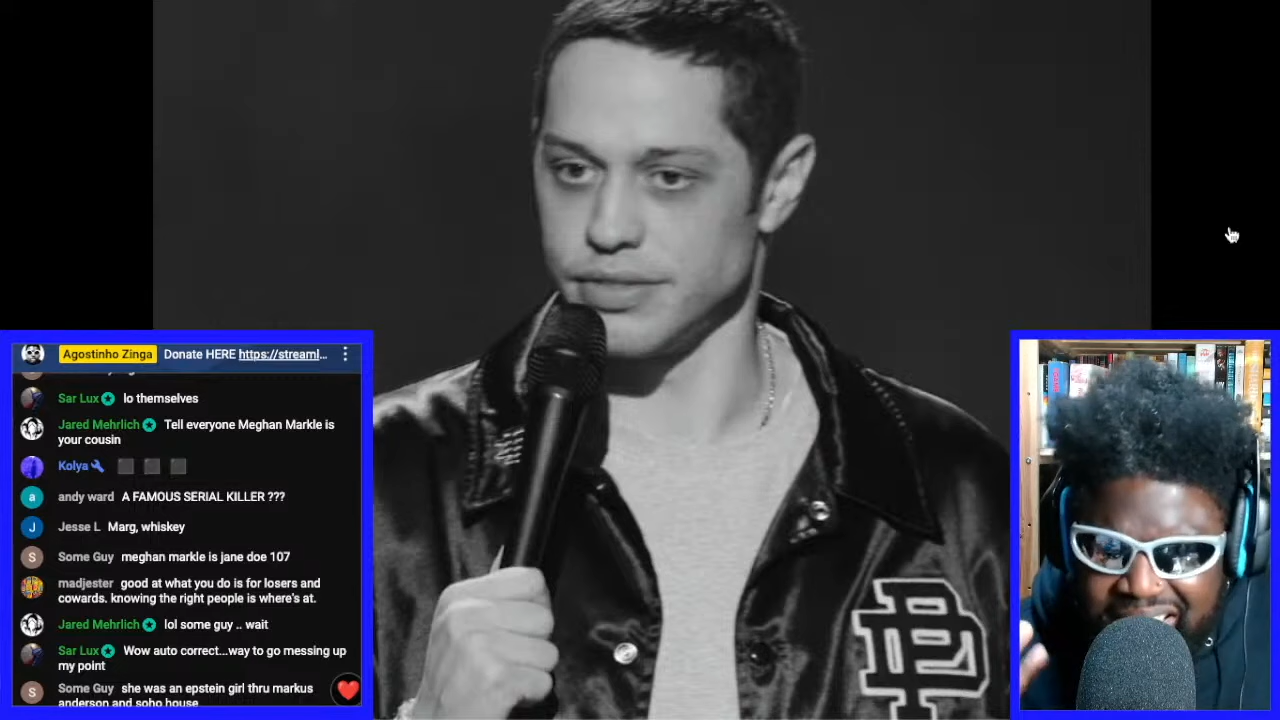 Agostinho Zinga Donate HERE https://streaml...
Sar Lux lo themselves
Jared Mehrlich Tell everyone Meghan Markle is
your cousin
Kolya
andy ward A FAMOUS SERIAL KILLER ???
Jesse L Marg, whiskey
Some Guy meghan markle is jane doe 107
madjester good at what you do is for losers and
cowards. knowing the right people is where's at.
Jared Mehrlich lol some guy .. wait
Sar Lux Wow auto correct...way to go messing up
my point
Some Guy she was an epstein girl thru markus
anderson and soho house